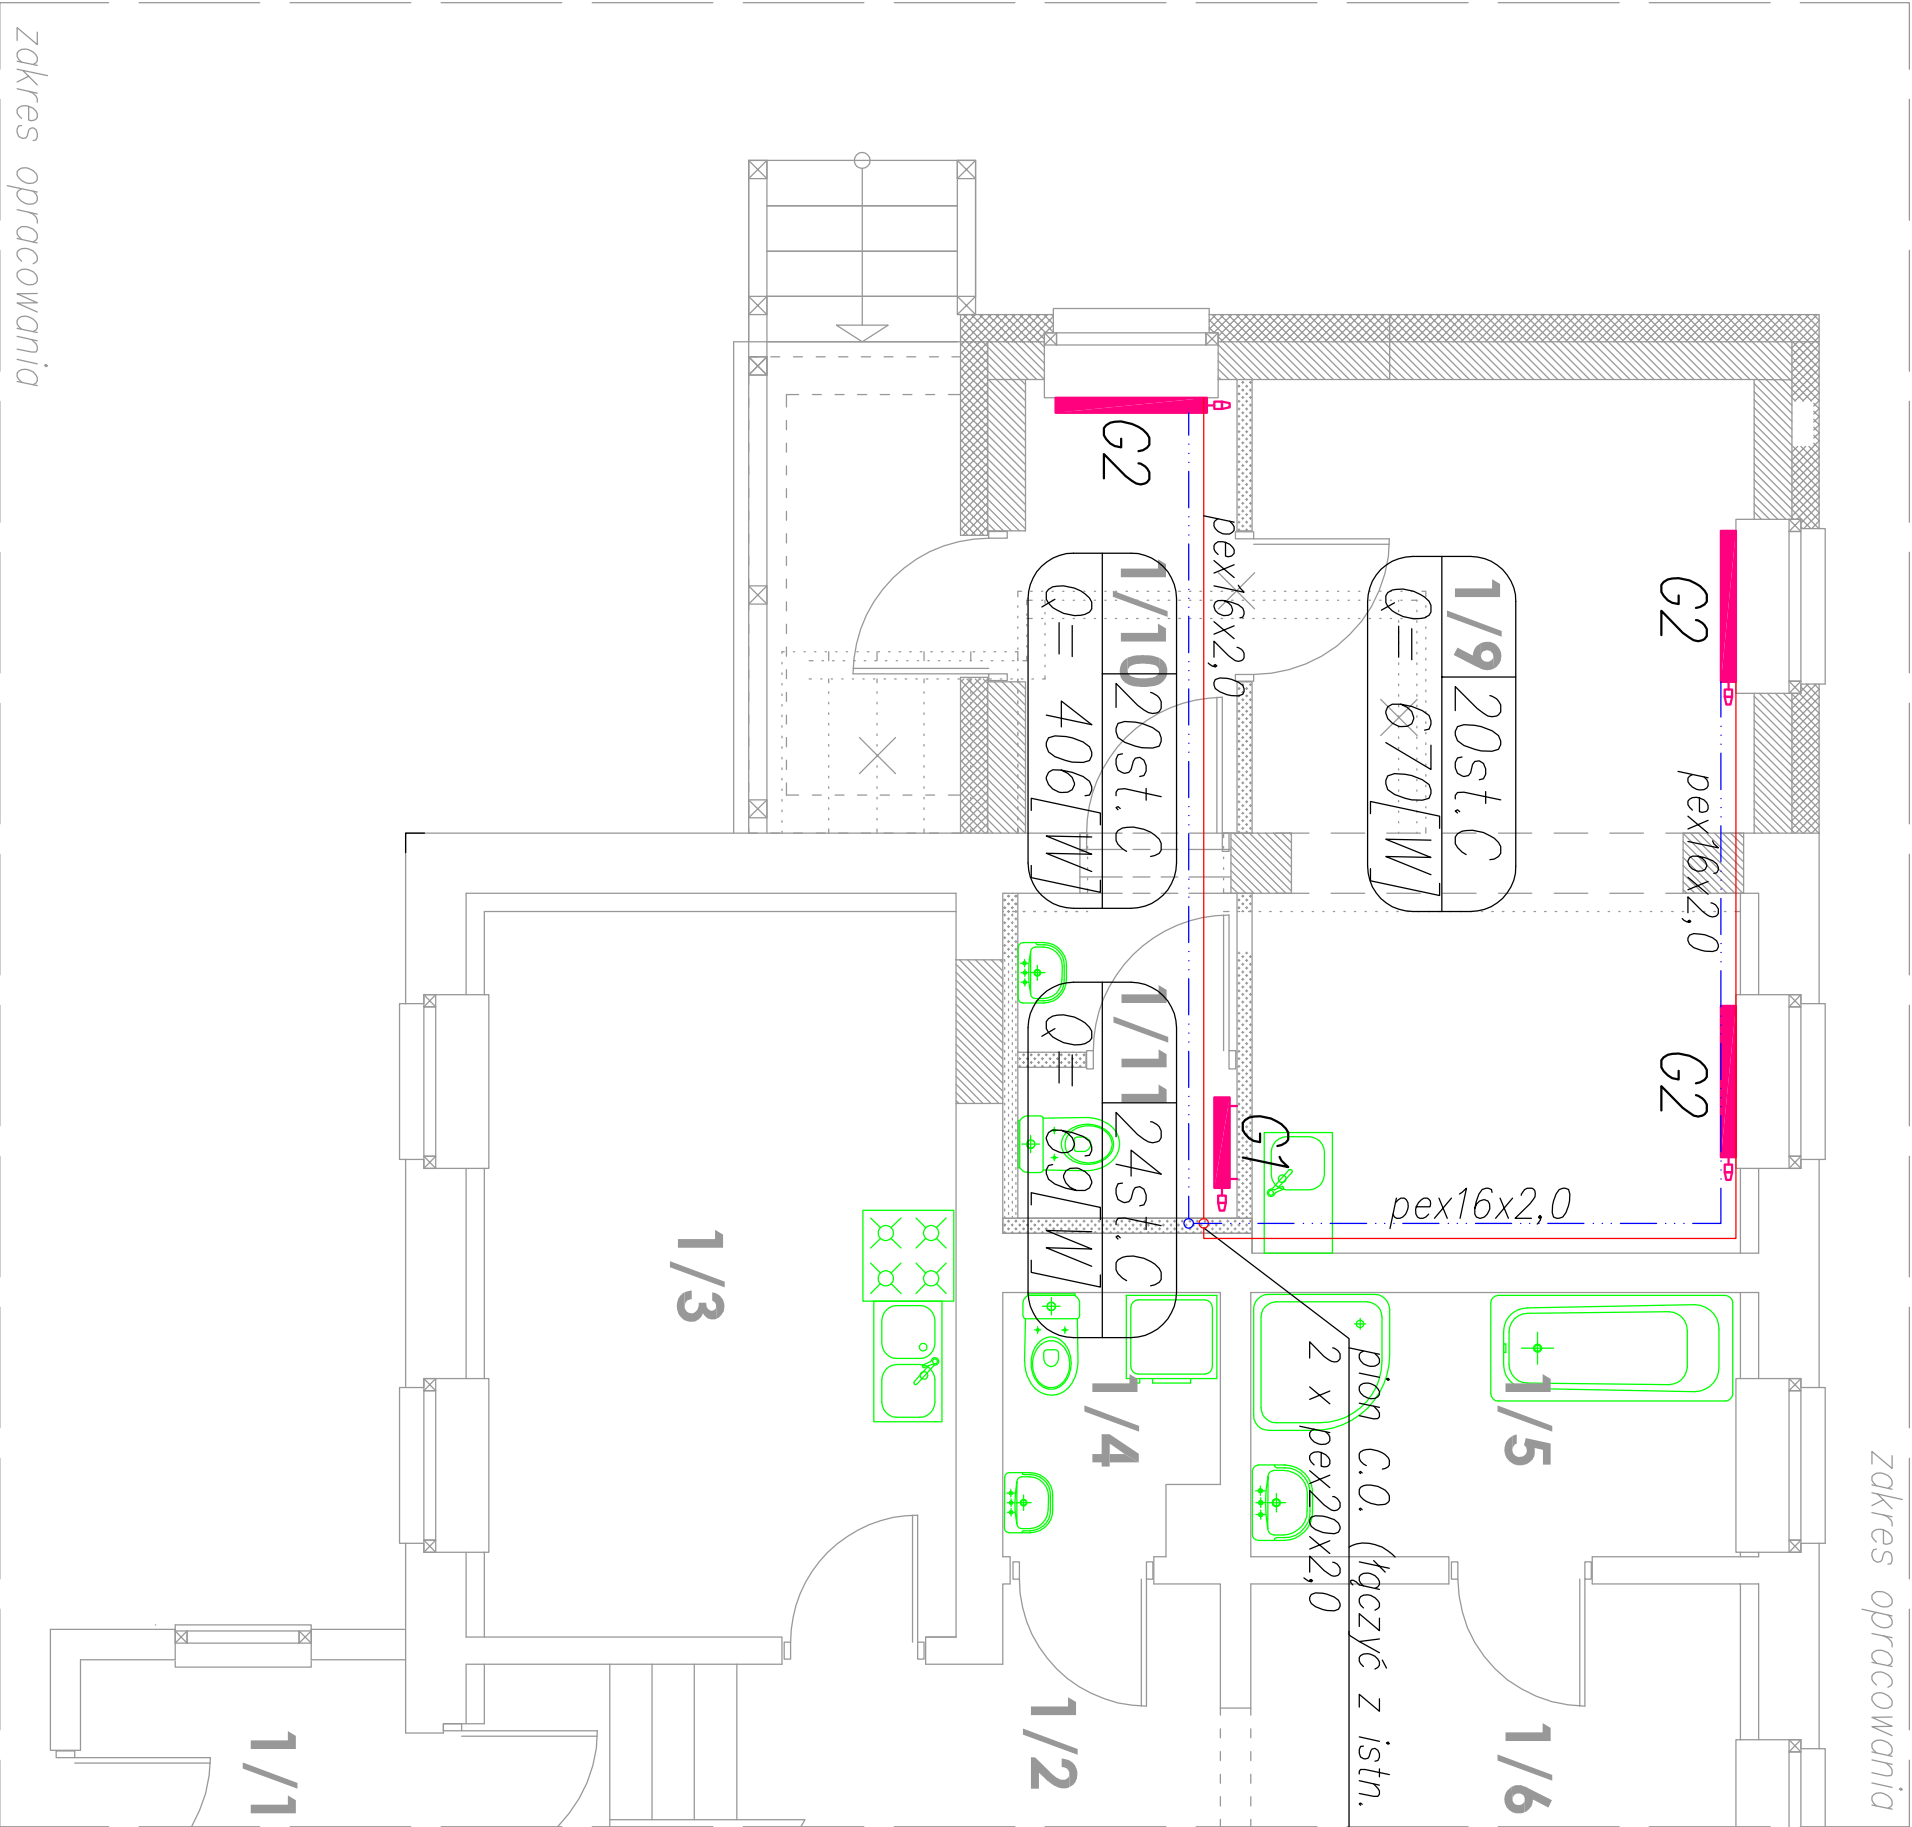 zakres opracowania
G2
pex16x2,0
1/10
20st.C
Q= 406[W]
1/9
20st.C
Q= 670[W]
G2
pex16x2,0
G2
1/11
24st.C
Q= 69[W]
G1
pex16x2,0
1/3
1/4
1/5
pion C.O. (łączyć z istn.
2 x pex20x2,0
1/1
1/2
1/6
zakres opracowania